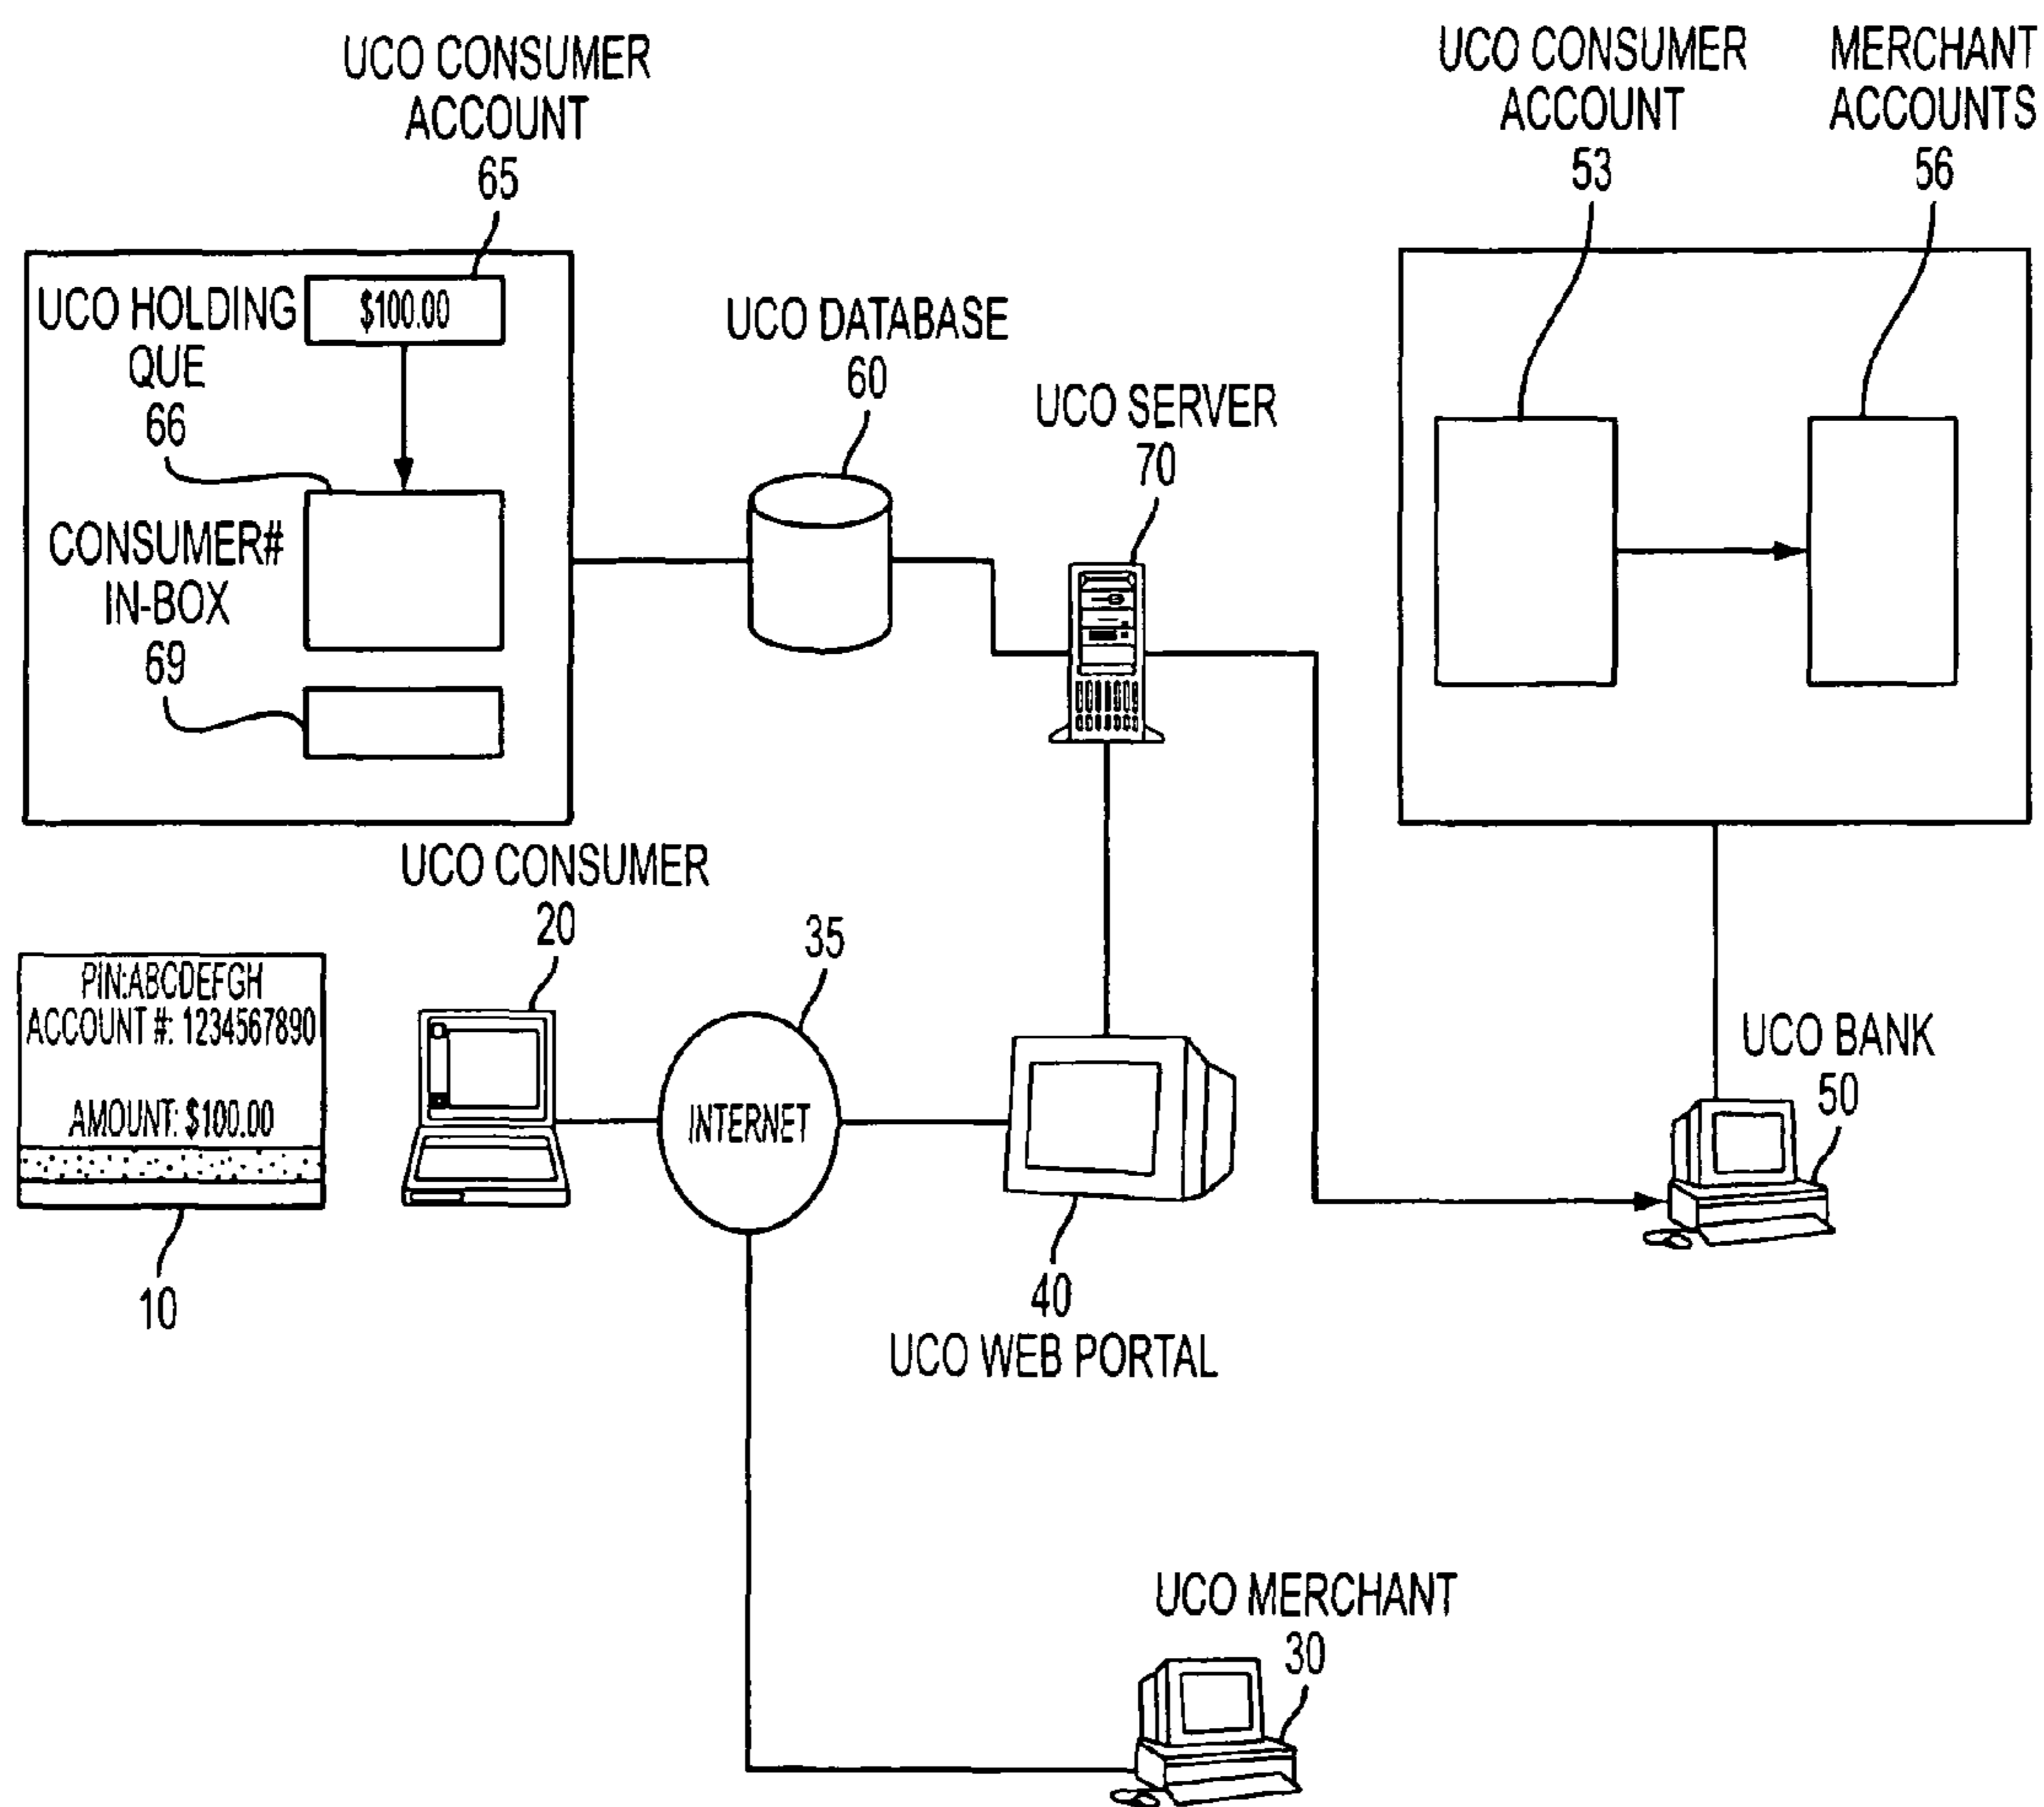 UCO CONSUMER
ACCOUNT
65
UCO CONSUMER
ACCOUNT
53
MERCHANT
ACCOUNTS
56
UCO HOLDING
QUE
66
$100.00
CONSUMER#
IN-BOX
69
UCO DATABASE
60
UCO SERVER
70
UCO CONSUMER
20
35
PIN:ABCDEFGH
ACCOUNT #: 1234567890
AMOUNT: $100.00
10
INTERNET
40
UCO WEB PORTAL
UCO BANK
50
UCO MERCHANT
30